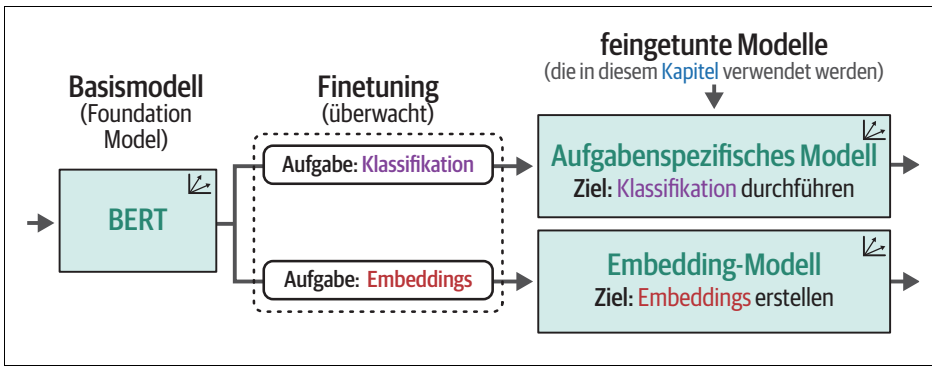 Basismodell
(Foundation
Model)
BERT
Finetuning
(überwacht)
Aufgabe: Klassifikation
Aufgabe: Embeddings
feingetunte Modelle
(die in diesem Kapitel verwendet werden)
Aufgabenspezifisches Modell
Ziel: Klassifikation durchführen
Embedding-Modell
Ziel: Embeddings erstellen